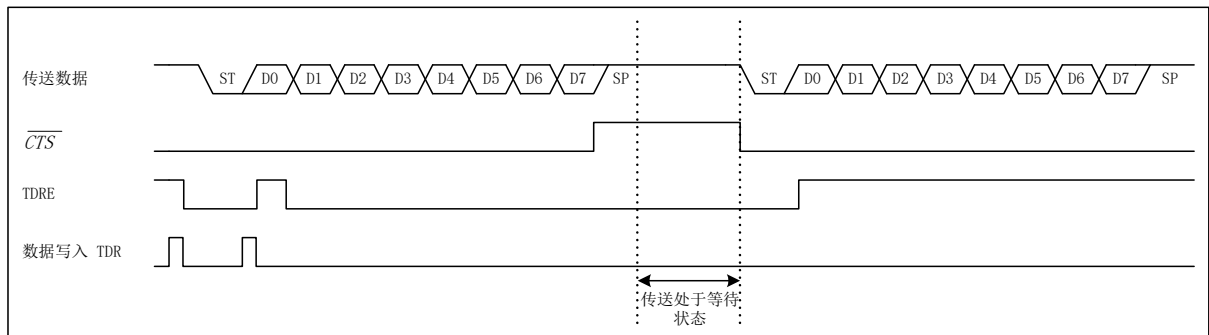 传送数据
ST D0 D1 D2 D3 D4 D5 D6 D7 SP ST D0 D1 D2 D3 D4 D5 D6 D7 SP
CTS
TDRE
数据写入 TDR
传送处于等待
状态